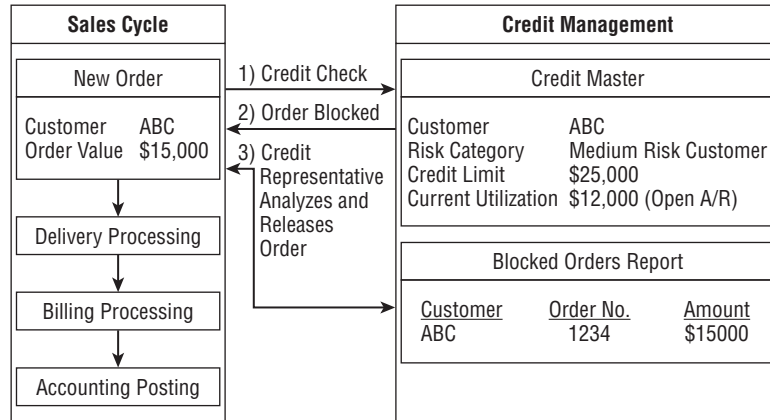 Sales Cycle
New Order
Customer ABC
Order Value $15,000
Delivery Processing
Billing Processing
Accounting Posting
1) Credit Check
2) Order Blocked
3) Credit
Representative
Analyzes and
Releases
Order
Credit Management
Credit Master
Customer ABC
Risk Category Medium Risk Customer
Credit Limit $25,000
Current Utilization $12,000 (Open A/R)
Blocked Orders Report
Customer Order No. Amount
ABC 1234 $15000